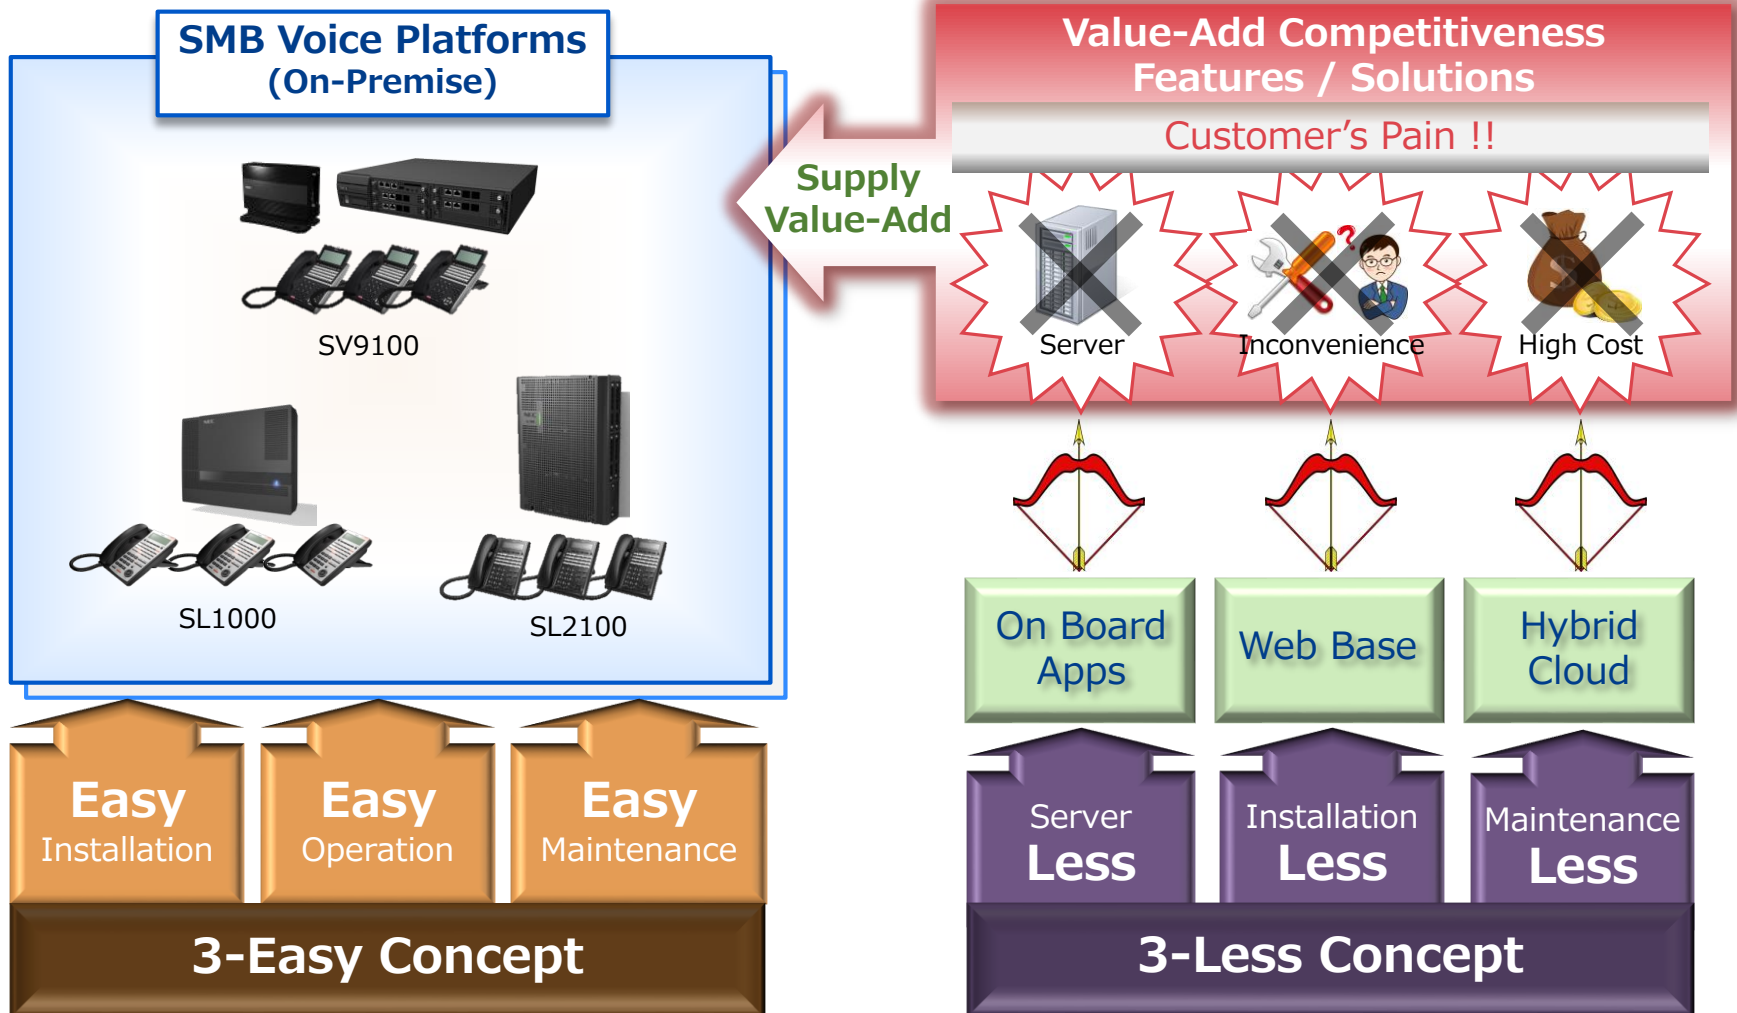 SMB Voice Platforms
(On-Premise)
SV9100
SL1000
SL2100
Easy
Installation
Easy
Operation
Easy
Maintenance
3-Easy Concept
Value-Add Competitiveness
Features / Solutions
Customer’s Pain !!
Supply
Value-Add
Server
?
Inconvenience
$
High Cost
On Board
Apps
Web Base
Hybrid
Cloud
Server
Less
Installation
Less
Maintenance
Less
3-Less Concept